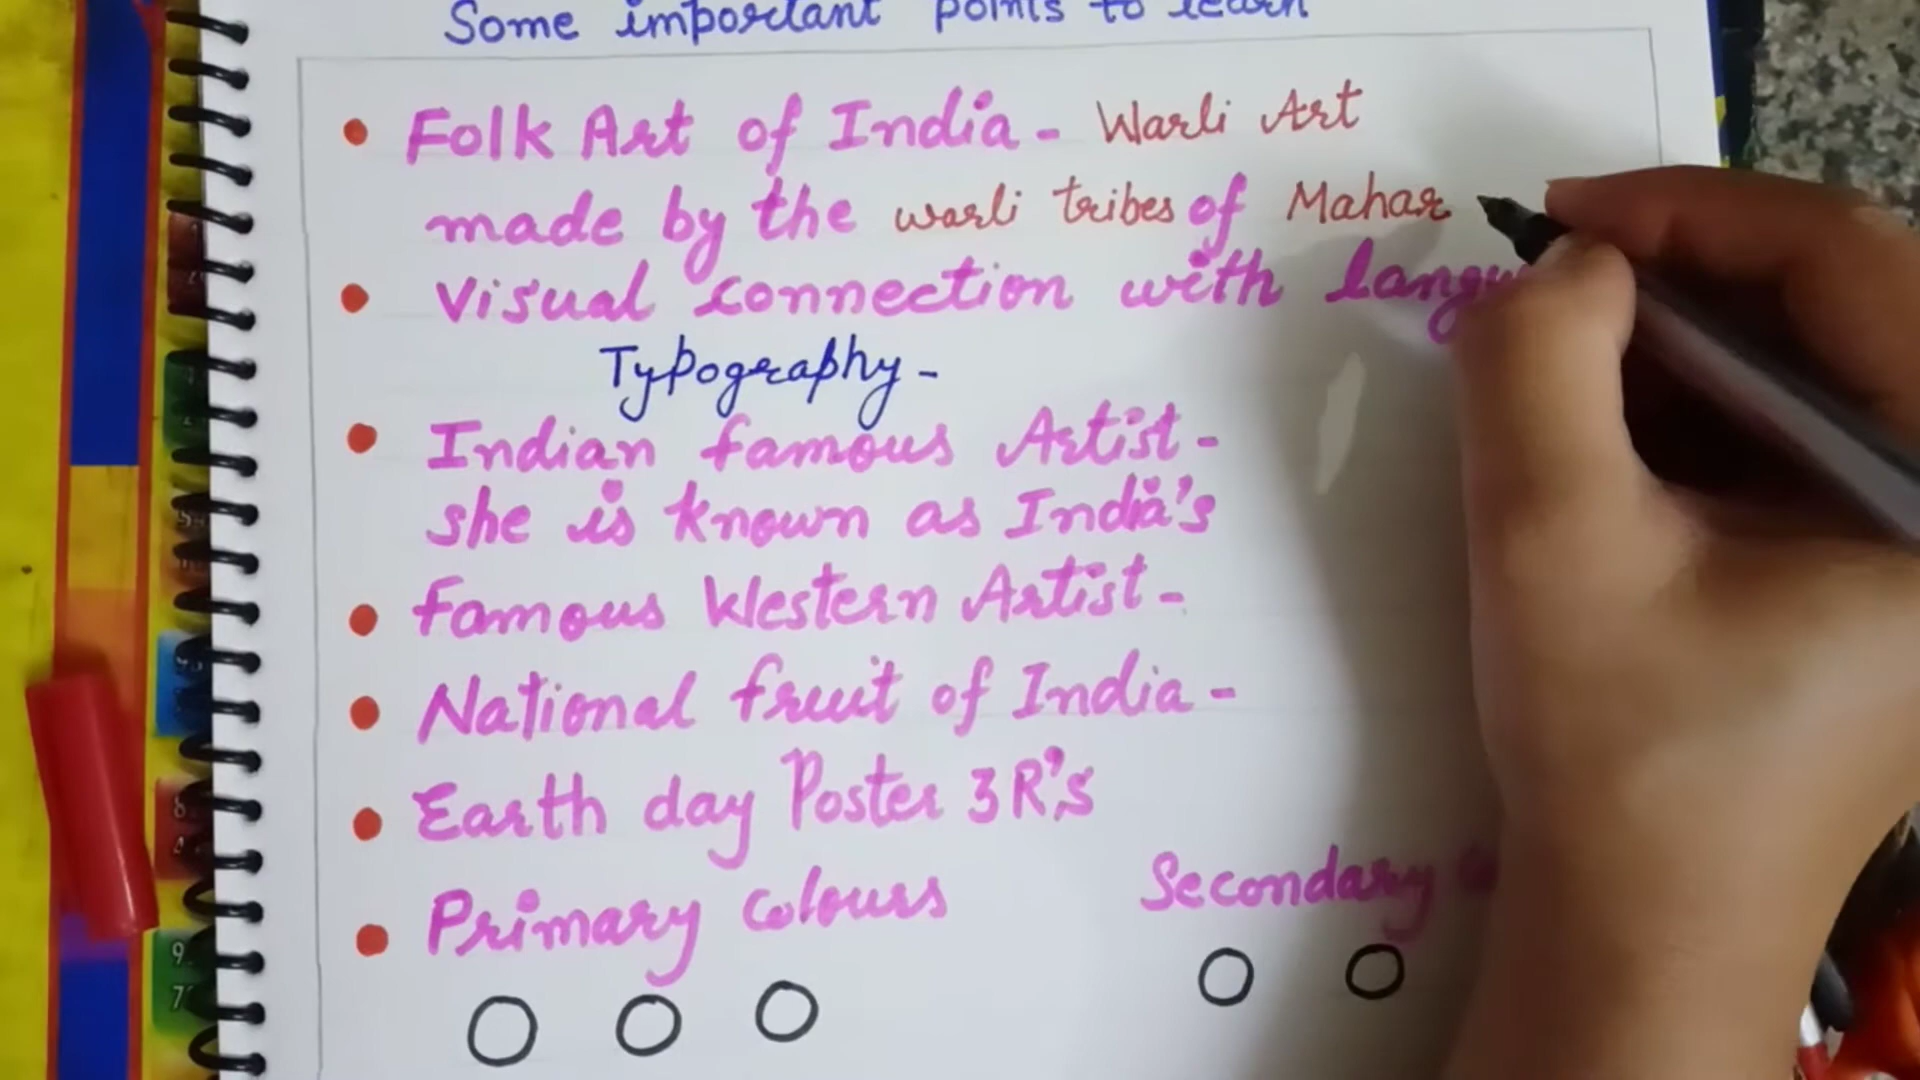 Some important points to learn
Folk Art of India - Warli Art
made by the warli tribes of Mahar
Visual connection with langu
Typography -
Indian famous Artist -
she is known as India's
Famous Western Artist -
National fruit of India -
Earth day Poster 3R's
Primary colours
Secondary